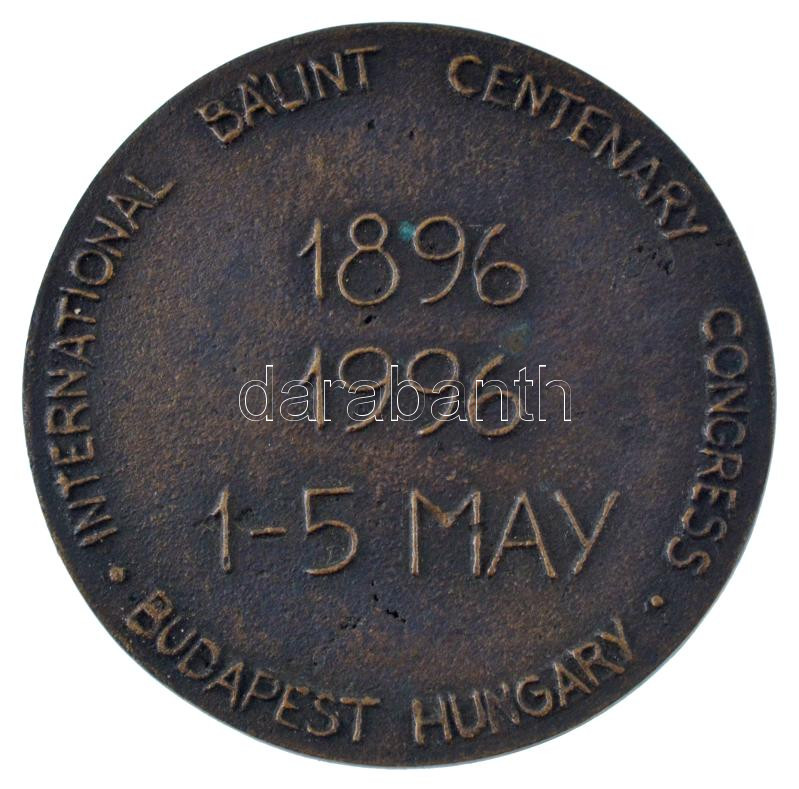 INTERNATIONAL BÁLINT CENTENARY CONGRESS
1896
1996
1-5 MAY
• BUDAPEST HUNGARY •
darabanth